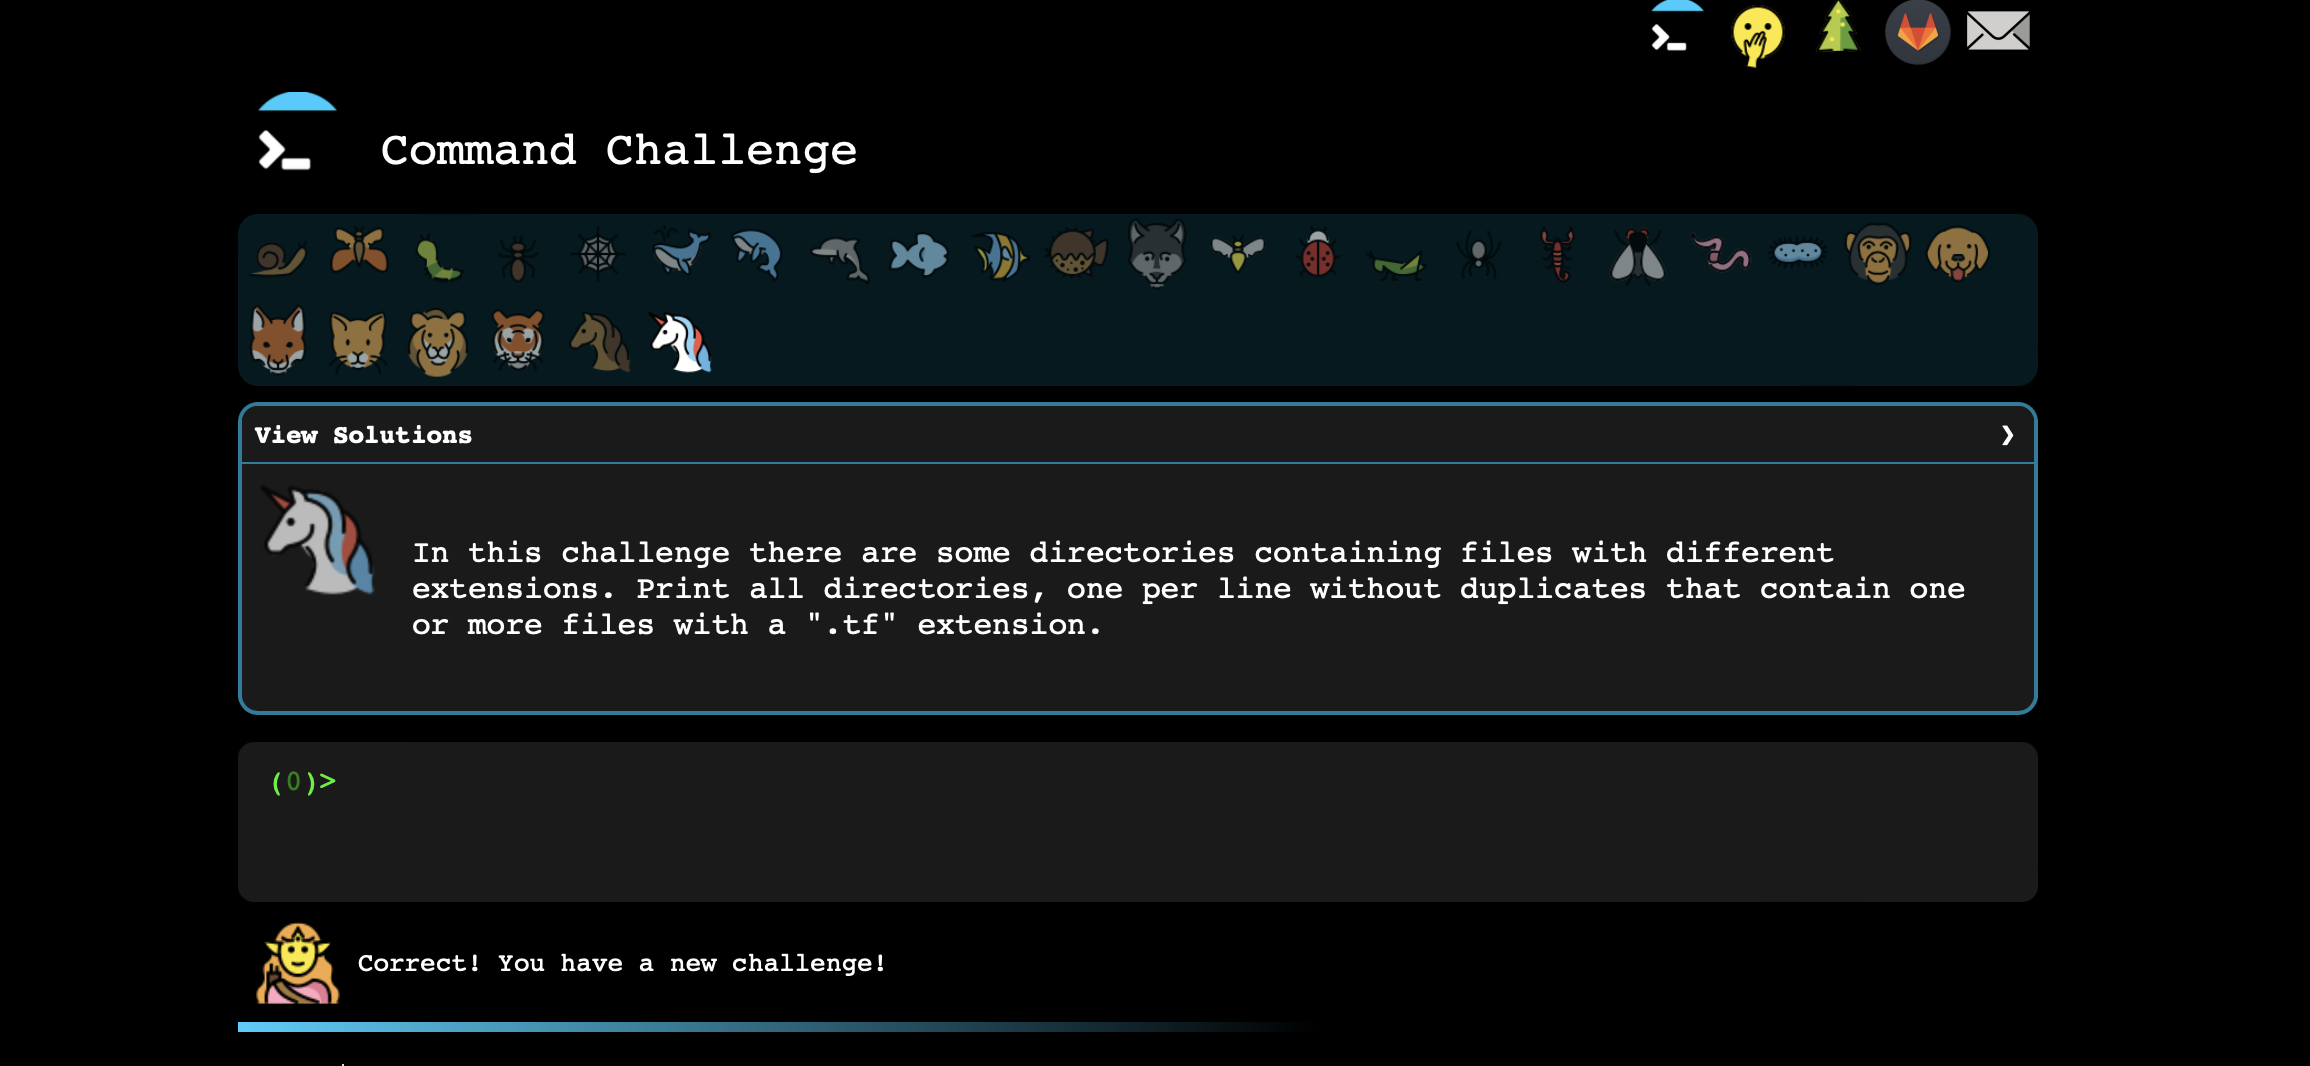 Command Challenge
View Solutions
In this challenge there are some directories containing files with different
extensions. Print all directories, one per line without duplicates that contain one
or more files with a ".tf" extension.
(0)>
Correct! You have a new challenge!